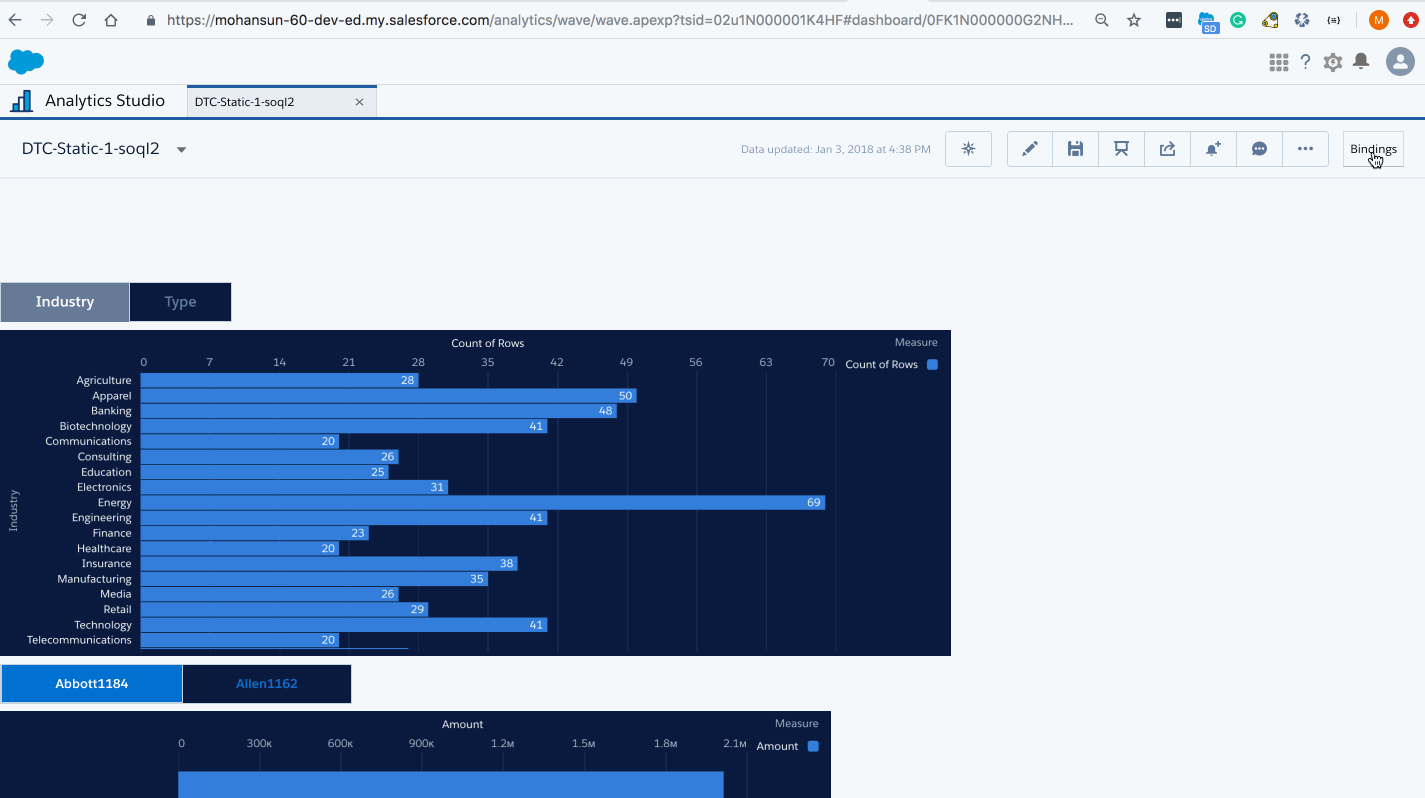 https://mohansun-60-dev-ed.my.salesforce.com/analytics/wave/wave.apexp?tsid=02u1N000001K4HF#dashboard/0FK1N000000G2NH...
SD
M
?
Analytics Studio
DTC-Static-1-soql2
DTC-Static-1-soql2
Data updated: Jan 3, 2018 at 4:38 PM
Bindings
Industry Type
Count of Rows
Measure
Count of Rows
0 7 14 21 28 35 42 49 56 63 70
Industry
Agriculture 28
Apparel 50
Banking 48
Biotechnology 41
Communications 20
Consulting 26
Education 25
Electronics 31
Energy 69
Engineering 41
Finance 23
Healthcare 20
Insurance 38
Manufacturing 35
Media 26
Retail 29
Technology 41
Telecommunications 20
Abbott1184 Allen1162
Amount
Measure
Amount
0 300K 600K 900K 1.2M 1.5M 1.8M 2.1M